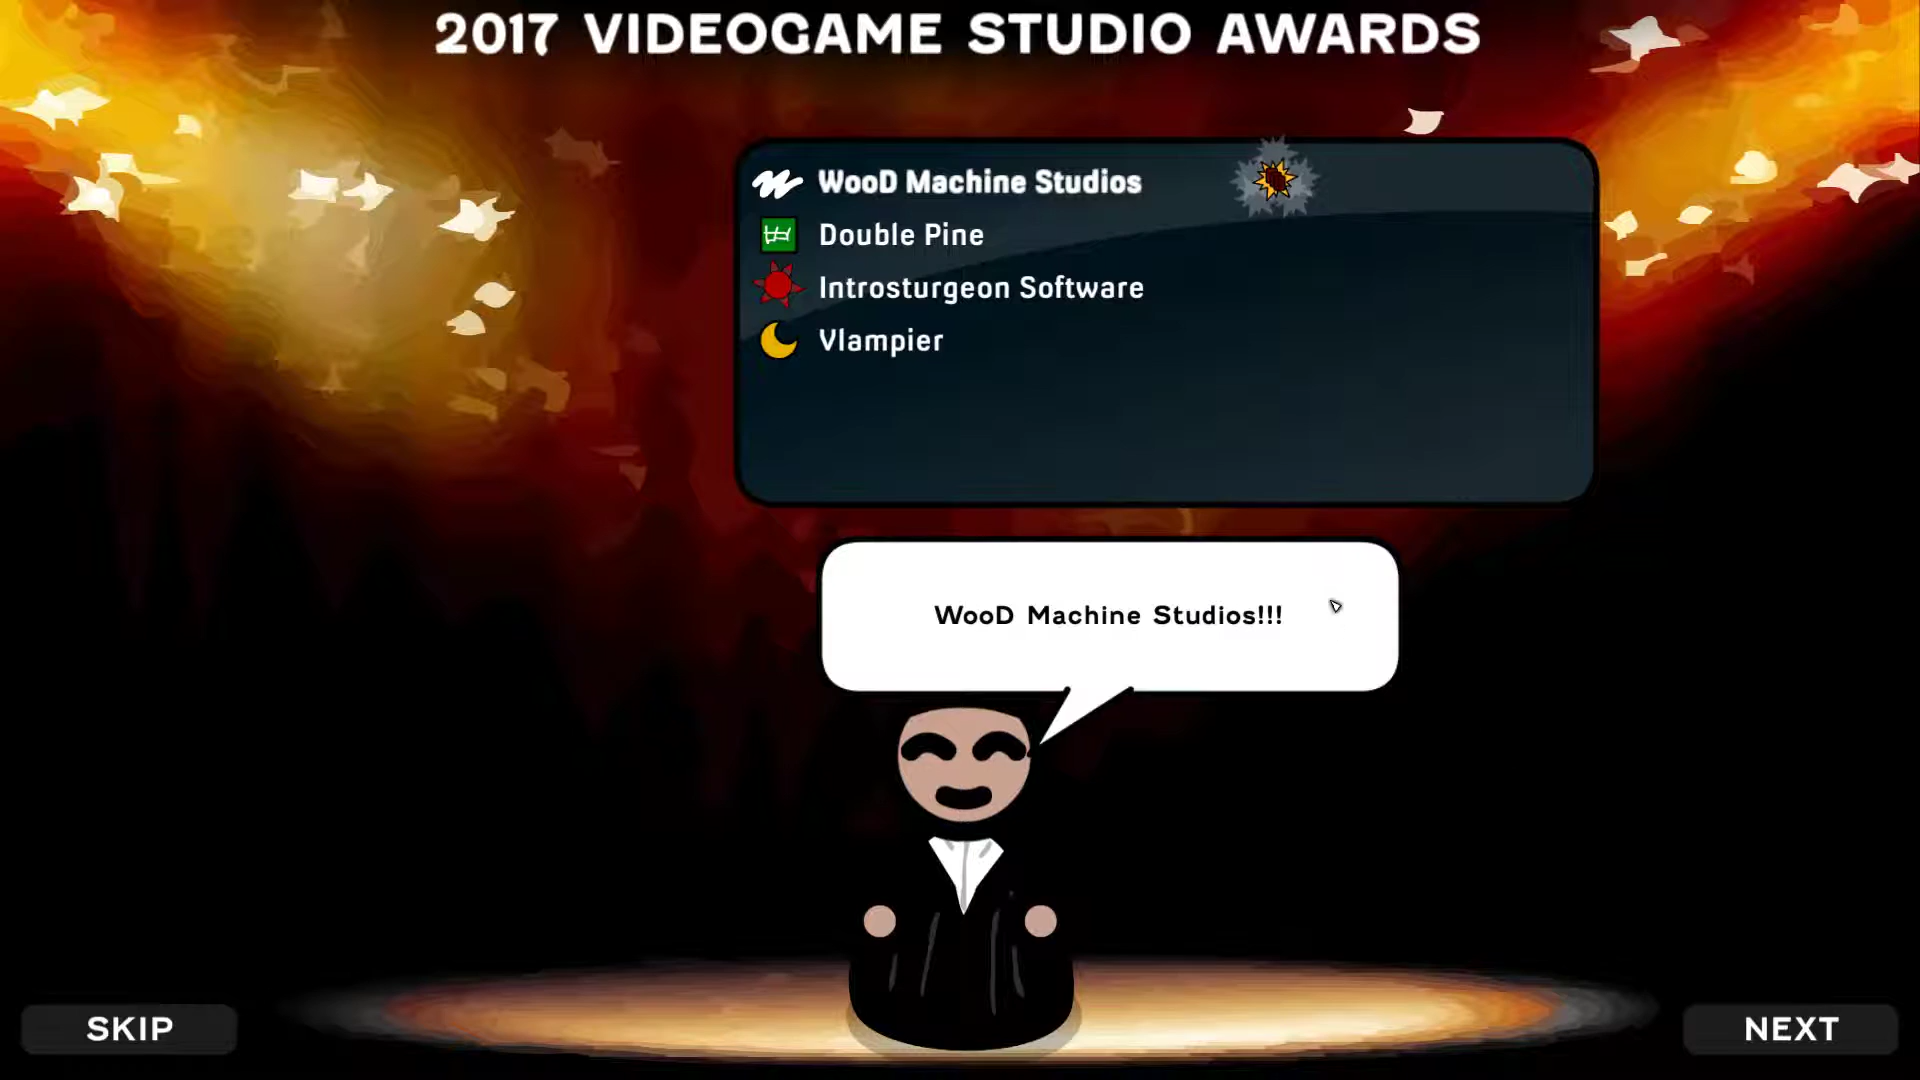 2017 VIDEOGAME STUDIO AWARDS
WooD Machine Studios
Double Pine
Introsturgeon Software
Vlampier
WooD Machine Studios!!!
SKIP
NEXT